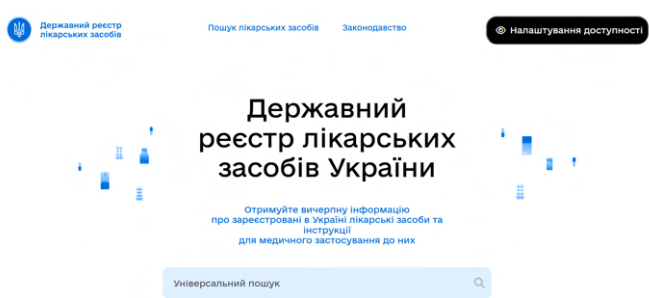 Державний реєстр
лікарських засобів
Пошук лікарських засобів
Законодавство
Налаштування доступності
Державний
реєстр лікарських
засобів України
Отримуйте вичерпну інформацію
про зареєстровані в Україні лікарські засоби та
інструкції
для медичного застосування до них
Універсальний пошук